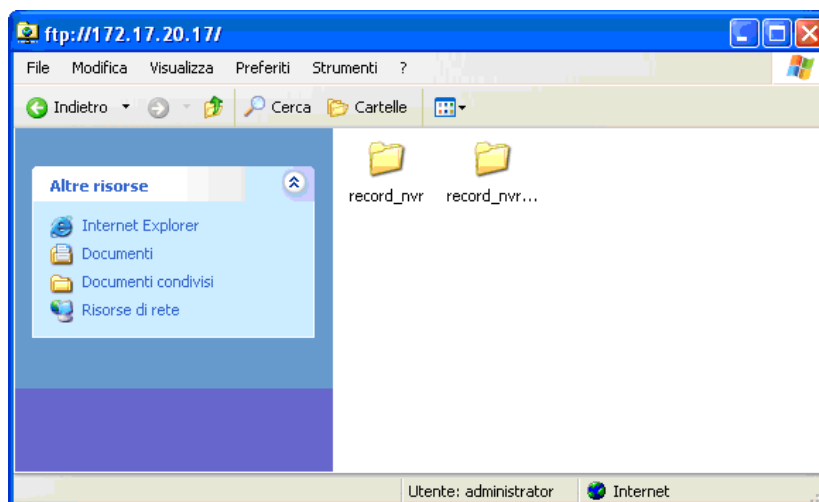 ftp://172.17.20.17/
File Modifica Visualizza Preferiti Strumenti ?
Indietro Cerca Cartelle
Altre risorse
Internet Explorer
Documenti
Documenti condivisi
Risorse di rete
record_nvr record_nvr...
Utente: administrator Internet